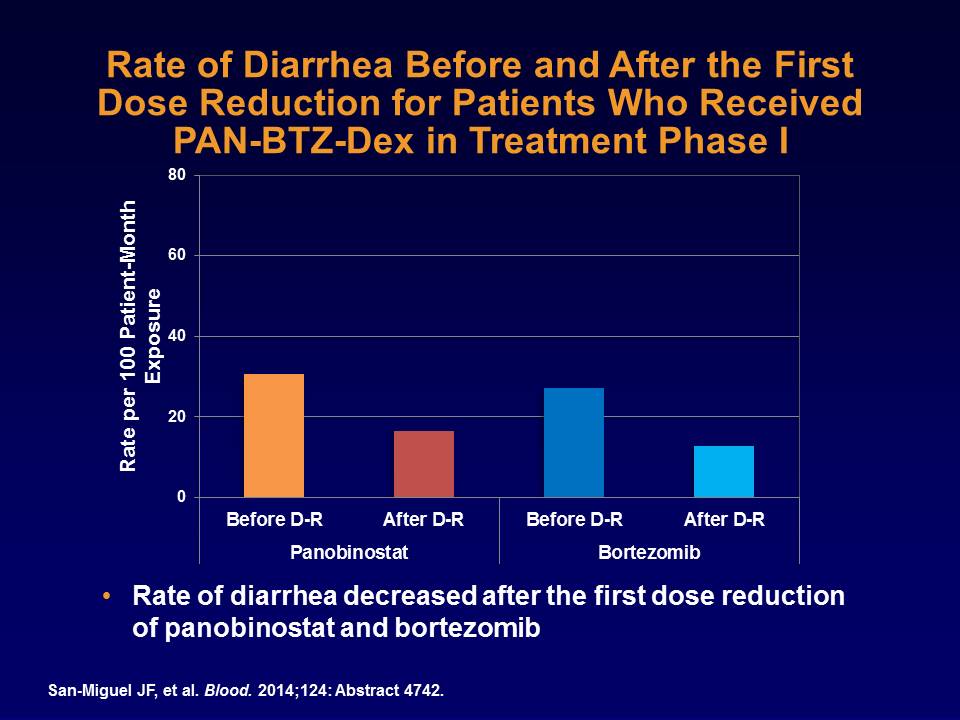 Rate of Diarrhea Before and After the First
Dose Reduction for Patients Who Received
PAN-BTZ-Dex in Treatment Phase I
Rate per 100 Patient-Month
Exposure
80
60
40
20
0
Before D-R After D-R Before D-R After D-R
Panobinostat Bortezomib
• Rate of diarrhea decreased after the first dose reduction
of panobinostat and bortezomib
San-Miguel JF, et al. Blood. 2014;124: Abstract 4742.